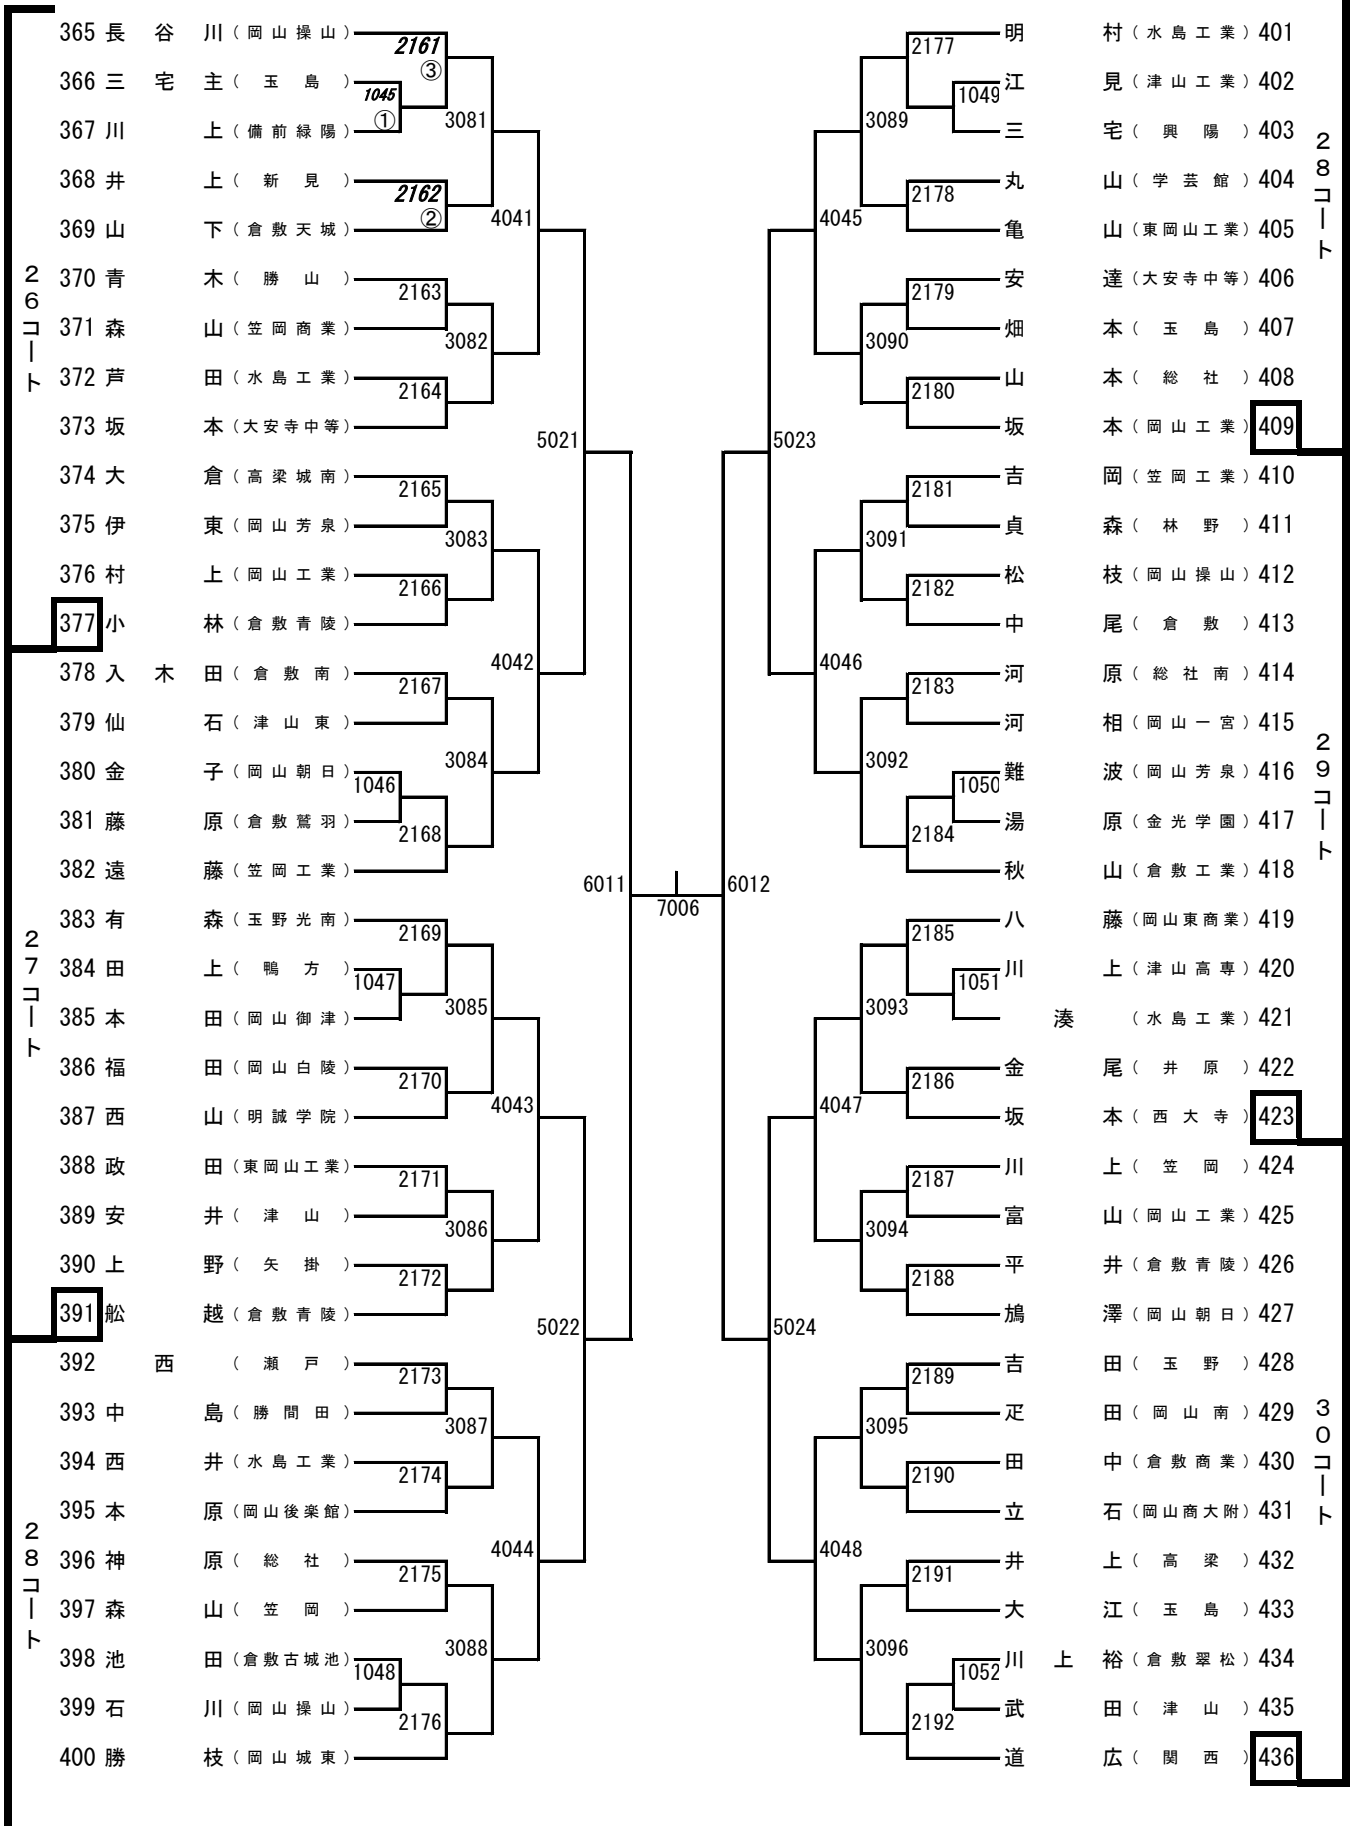 26コート
365 長谷川 (岡山操山)
366 三宅主 (玉島)
367 川上 (備前緑陽)
368 井上 (新見)
369 山下 (倉敷天城)
370 青木 (勝山)
371 森山 (笠岡商業)
372 芦田 (水島工業)
373 坂本 (大安寺中等)
374 大倉 (高梁城南)
375 伊東 (岡山芳泉)
376 村上 (岡山工業)
377 小林 (倉敷青陵)
27コート
378 入木田 (倉敷南)
379 仙石 (津山東)
380 金子 (岡山朝日)
381 藤原 (倉敷鷲羽)
382 遠藤 (笠岡工業)
383 有森 (玉野光南)
384 田上 (鴨方)
385 本田 (岡山御津)
386 福田 (岡山白陵)
387 西山 (明誠学院)
388 政田 (東岡山工業)
389 安井 (津山)
390 上野 (矢掛)
391 舩越 (倉敷青陵)
28コート
392 西 (瀬戸)
393 中島 (勝間田)
394 西井 (水島工業)
395 本原 (岡山後楽館)
396 神原 (総社)
397 森山 (笠岡)
398 池田 (倉敷古城池)
399 石川 (岡山操山)
400 勝枝 (岡山城東)
1045
①
1046
1047
1048
2161
③
2162
②
2163
2164
2165
2166
2167
2168
2169
2170
2171
2172
2173
2174
2175
2176
3081
3082
3083
3084
3085
3086
3087
3088
4041
4042
4043
4044
5021
5022
6011
7006
6012
5023
5024
4045
4046
4047
4048
3089
3090
3091
3092
3093
3094
3095
3096
2177
2178
2179
2180
2181
2182
2183
2184
2185
2186
2187
2188
2189
2190
2191
2192
1049
1050
1051
1052
28コート
明村 (水島工業) 401
江見 (津山工業) 402
三宅 (興陽) 403
丸山 (学芸館) 404
亀山 (東岡山工業) 405
安達 (大安寺中等) 406
畑本 (玉島) 407
山本 (総社) 408
坂本 (岡山工業) 409
29コート
吉岡 (笠岡工業) 410
貞森 (林野) 411
松枝 (岡山操山) 412
中尾 (倉敷) 413
河原 (総社南) 414
河相 (岡山一宮) 415
難波 (岡山芳泉) 416
湯原 (金光学園) 417
秋山 (倉敷工業) 418
八藤 (岡山東商業) 419
川上 (津山高専) 420
湊 (水島工業) 421
金尾 (井原) 422
坂本 (西大寺) 423
30コート
川上 (笠岡) 424
富山 (岡山工業) 425
平井 (倉敷青陵) 426
鴣澤 (岡山朝日) 427
吉田 (玉野) 428
疋田 (岡山南) 429
田中 (倉敷商業) 430
立石 (岡山商大附) 431
井上 (高梁) 432
大江 (玉島) 433
川上裕 (倉敷翠松) 434
武田 (津山) 435
道広 (関西) 436